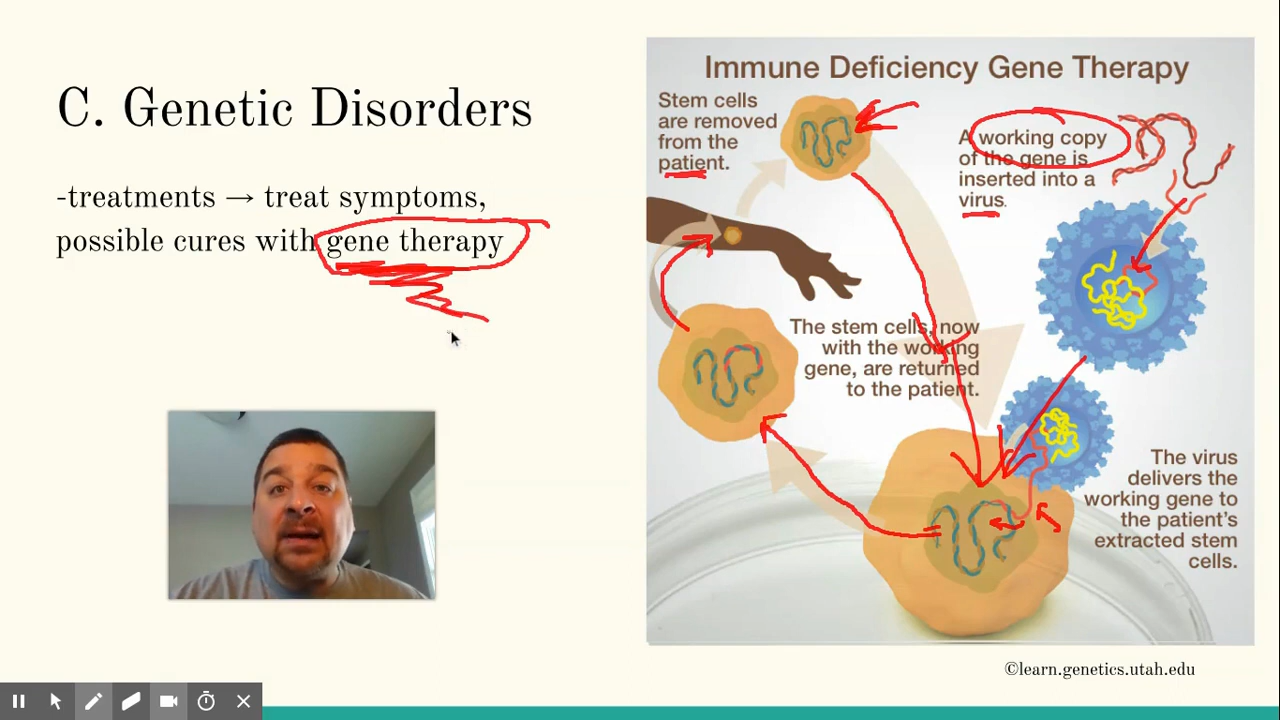 C. Genetic Disorders
-treatments → treat symptoms,
possible cures with gene therapy
Immune Deficiency Gene Therapy
Stem cells
are removed
from the
patient.
A working copy
of the gene is
inserted into a
virus.
The stem cells, now
with the working
gene, are returned
to the patient.
The virus
delivers the
working gene to
the patient's
extracted stem
cells.
©learn.genetics.utah.edu